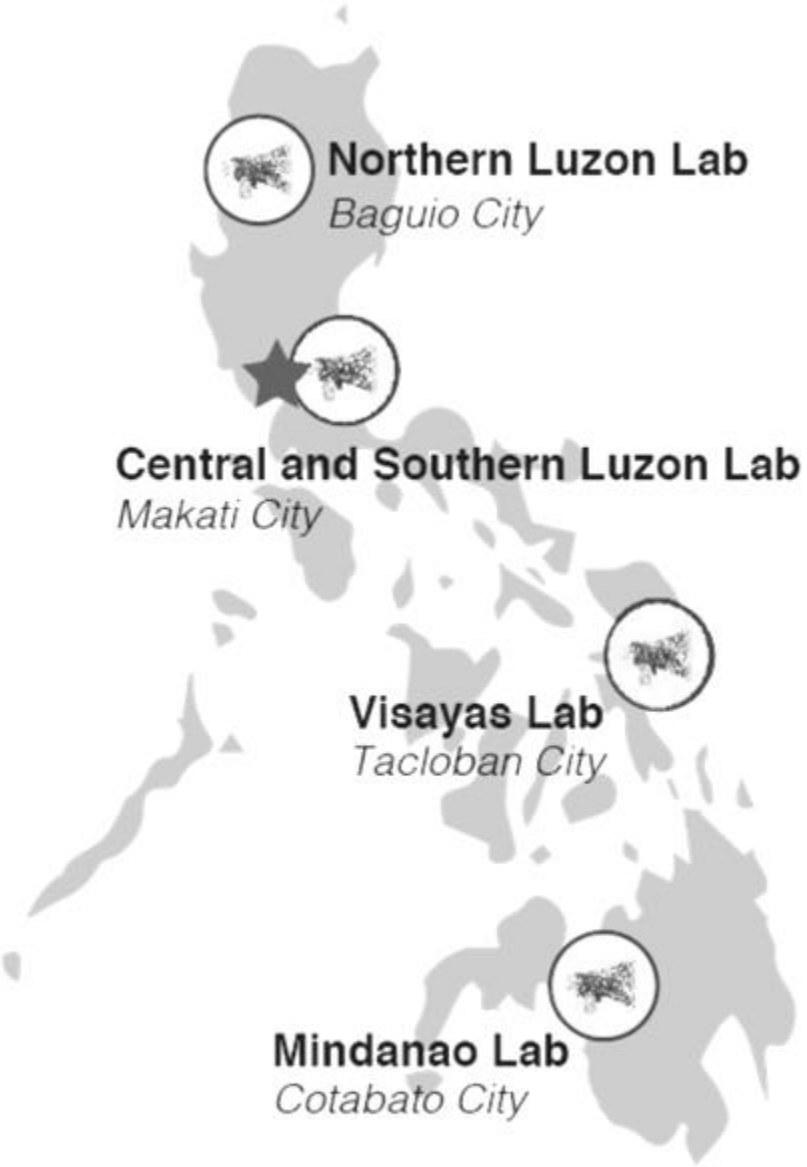 Northern Luzon Lab
Baguio City
Central and Southern Luzon Lab
Makati City
Visayas Lab
Tacloban City
Mindanao Lab
Cotabato City